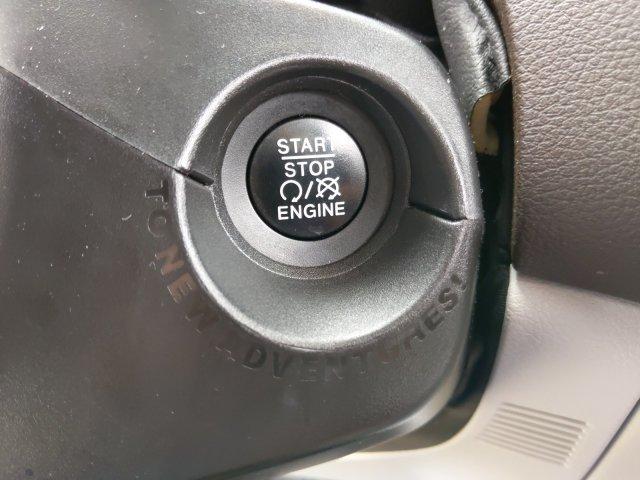 START
STOP
/
ENGINE
TO NEW ADVENTURES!